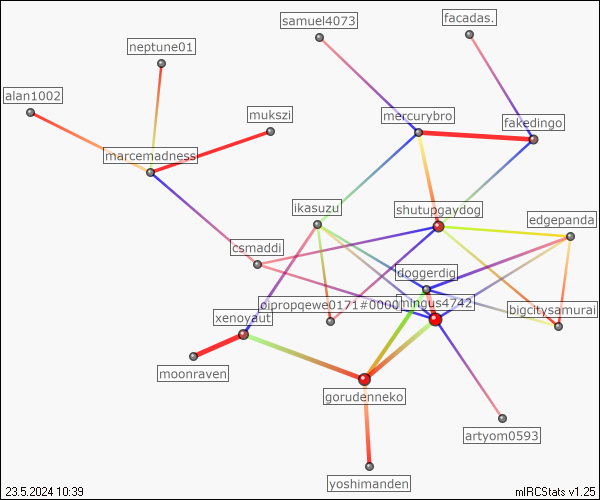 samuel4073
facadas.
neptune01
alan1002
mukszi
mercurybro
fakedingo
marcemadness
ikasuzu
shutupgaydog
edgepanda
csmaddi
doggerdig
oipropqewe0171#0000
mingus4742
bigcitysamurai
xenoyaut
moonraven
gorudenneko
artyom0593
yoshimanden
23.5.2024 10:39
mIRCStats v1.25